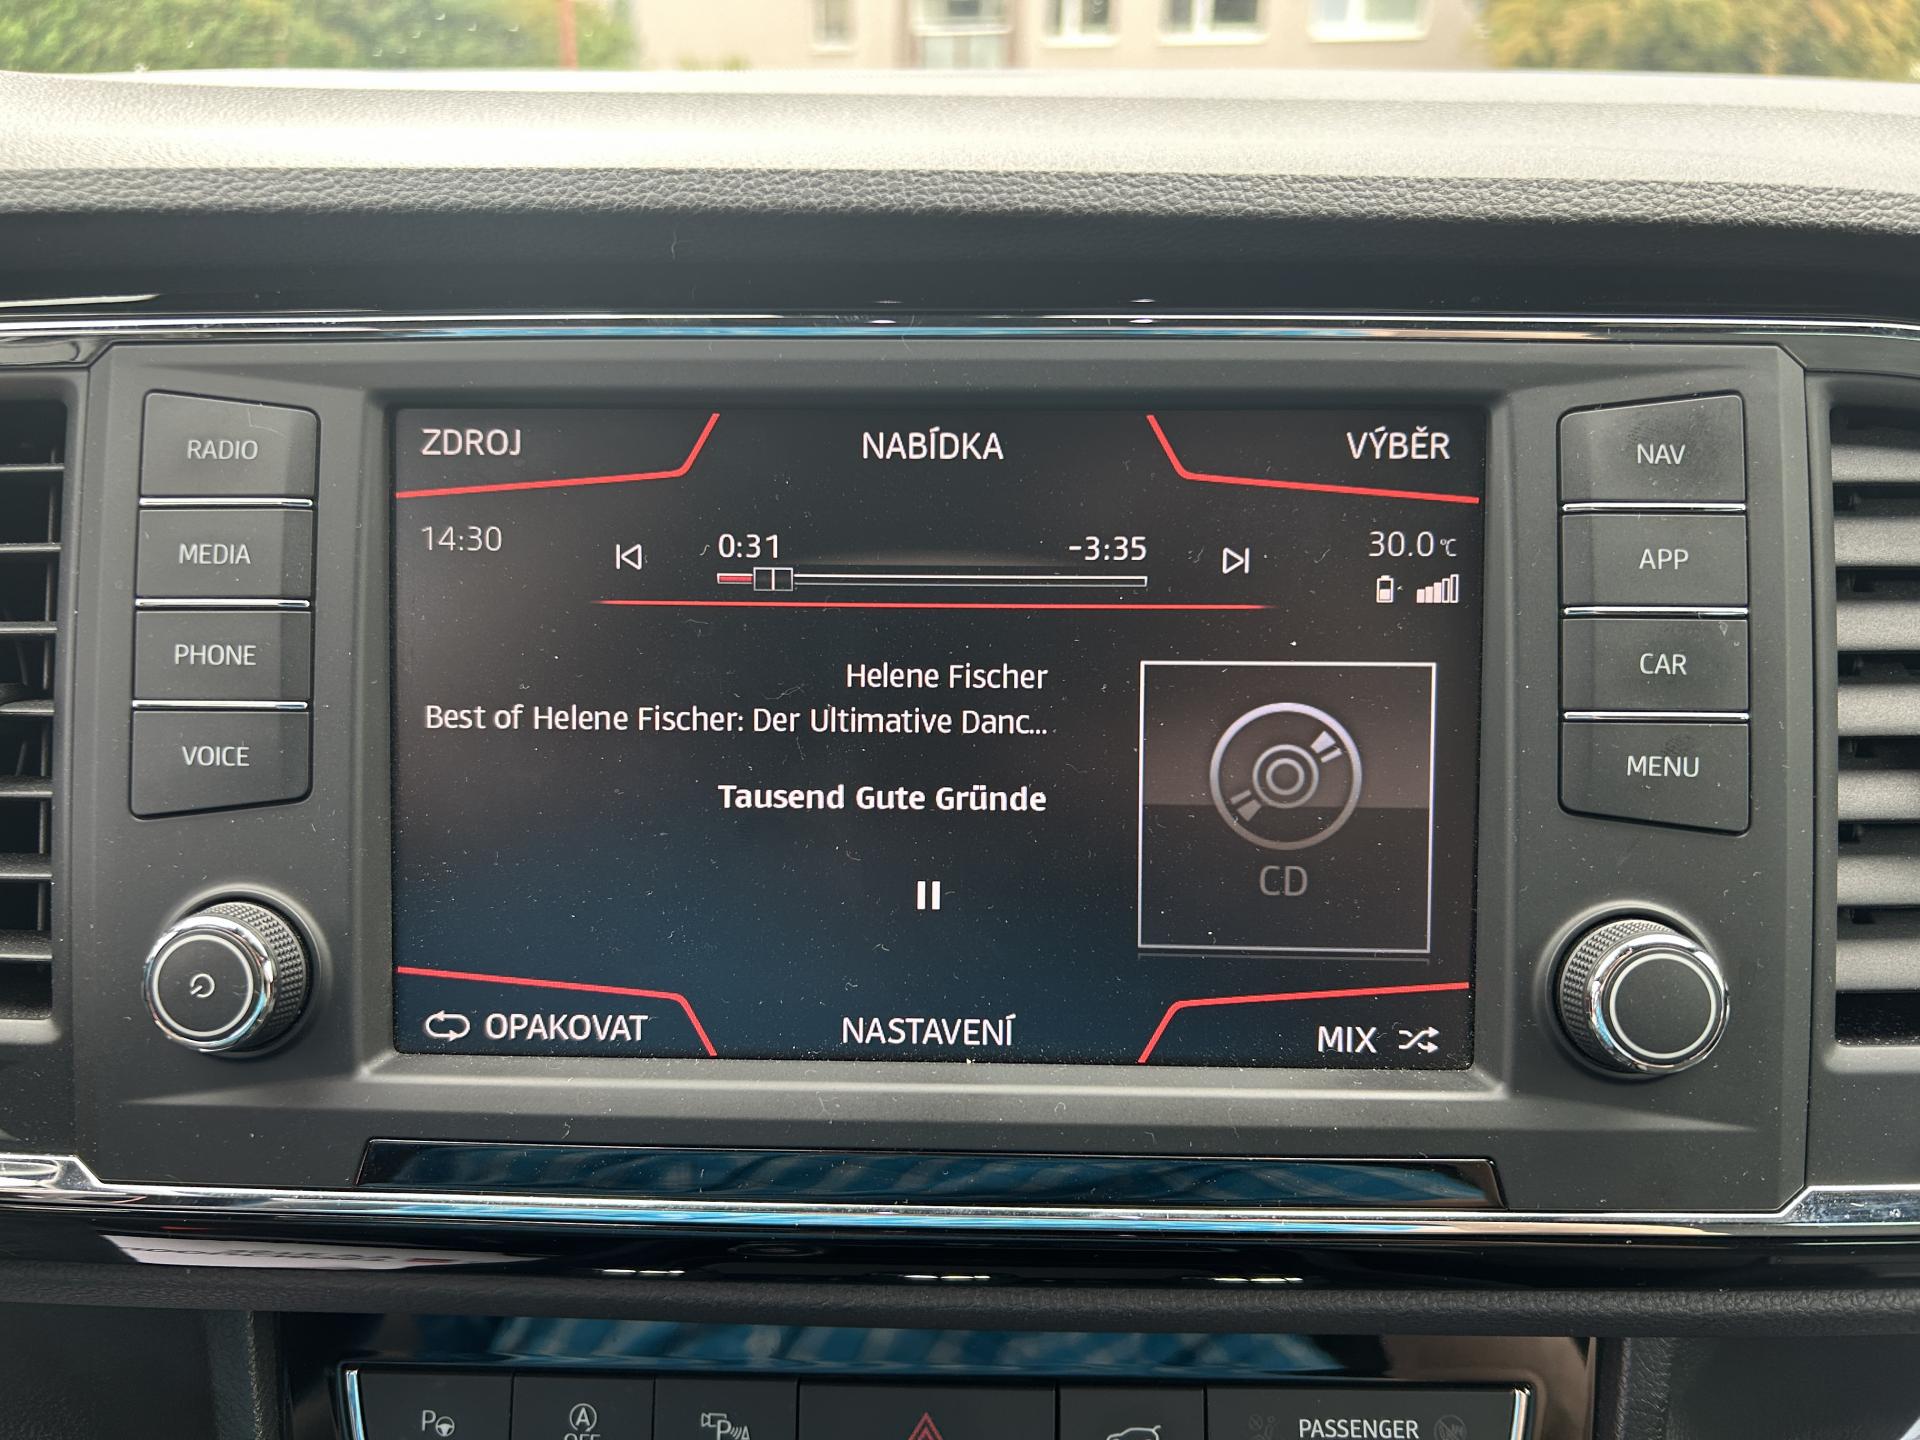 RADIO
MEDIA
PHONE
VOICE
ZDROJ
NABÍDKA
VÝBĚR
14:30
0:31
-3:35
30.0 °C
Helene Fischer
Best of Helene Fischer: Der Ultimative Danc...
Tausend Gute Gründe
CD
OPAKOVAT
NASTAVENÍ
MIX
NAV
APP
CAR
MENU
P
A
OFF
P
PASSENGER